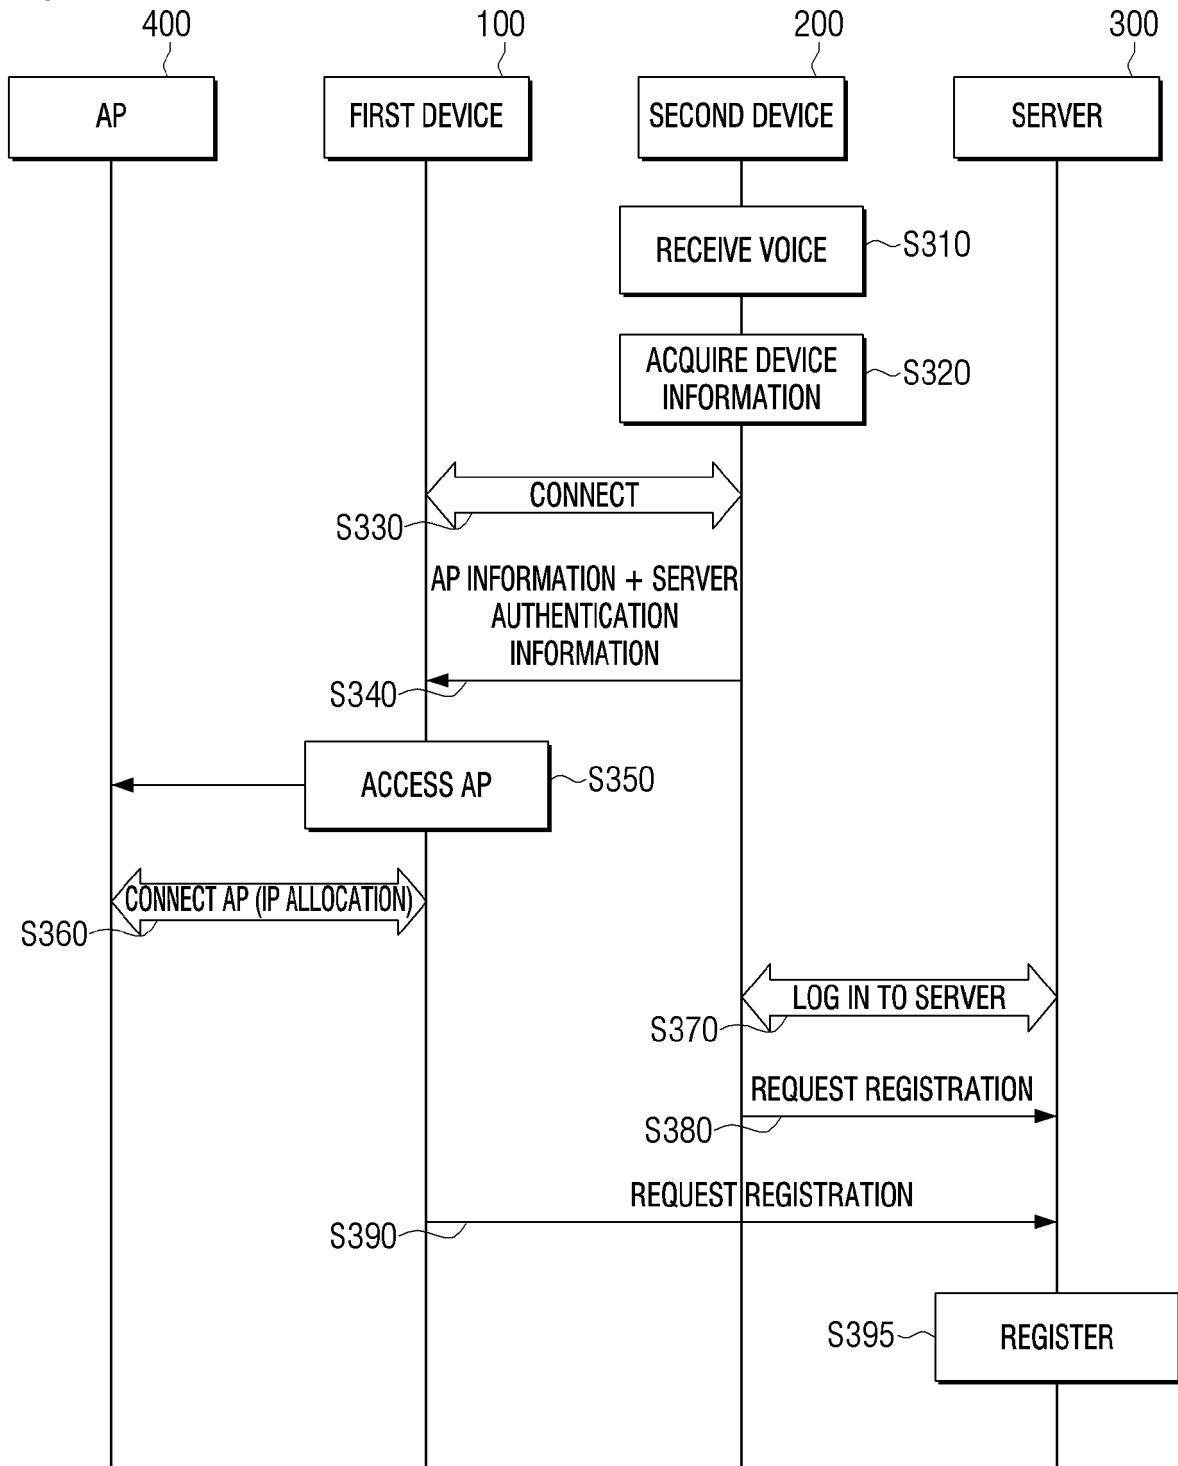 400
100
200
300
AP
FIRST DEVICE
SECOND DEVICE
SERVER
RECEIVE VOICE
S310
ACQUIRE DEVICE
INFORMATION
S320
CONNECT
S330
AP INFORMATION + SERVER
AUTHENTICATION
INFORMATION
S340
ACCESS AP
S350
CONNECT AP (IP ALLOCATION)
S360
LOG IN TO SERVER
S370
REQUEST REGISTRATION
S380
REQUEST REGISTRATION
S390
S395
REGISTER